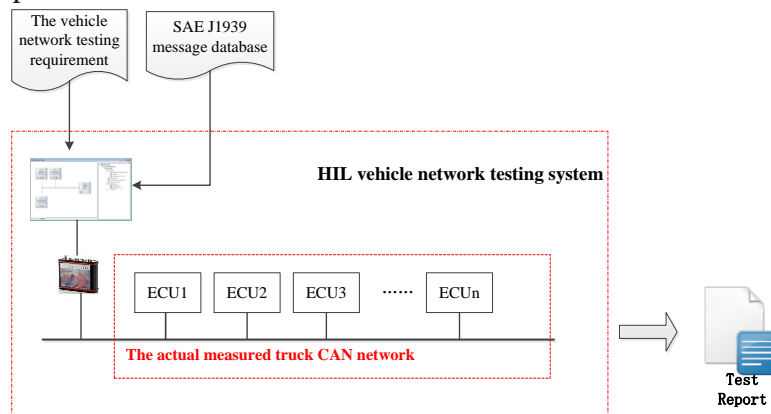 The vehicle
network testing
requirement
SAE J1939
message database
HIL vehicle network testing system
ECU1
ECU2
ECU3
······
ECUn
The actual measured truck CAN network
Test
Report